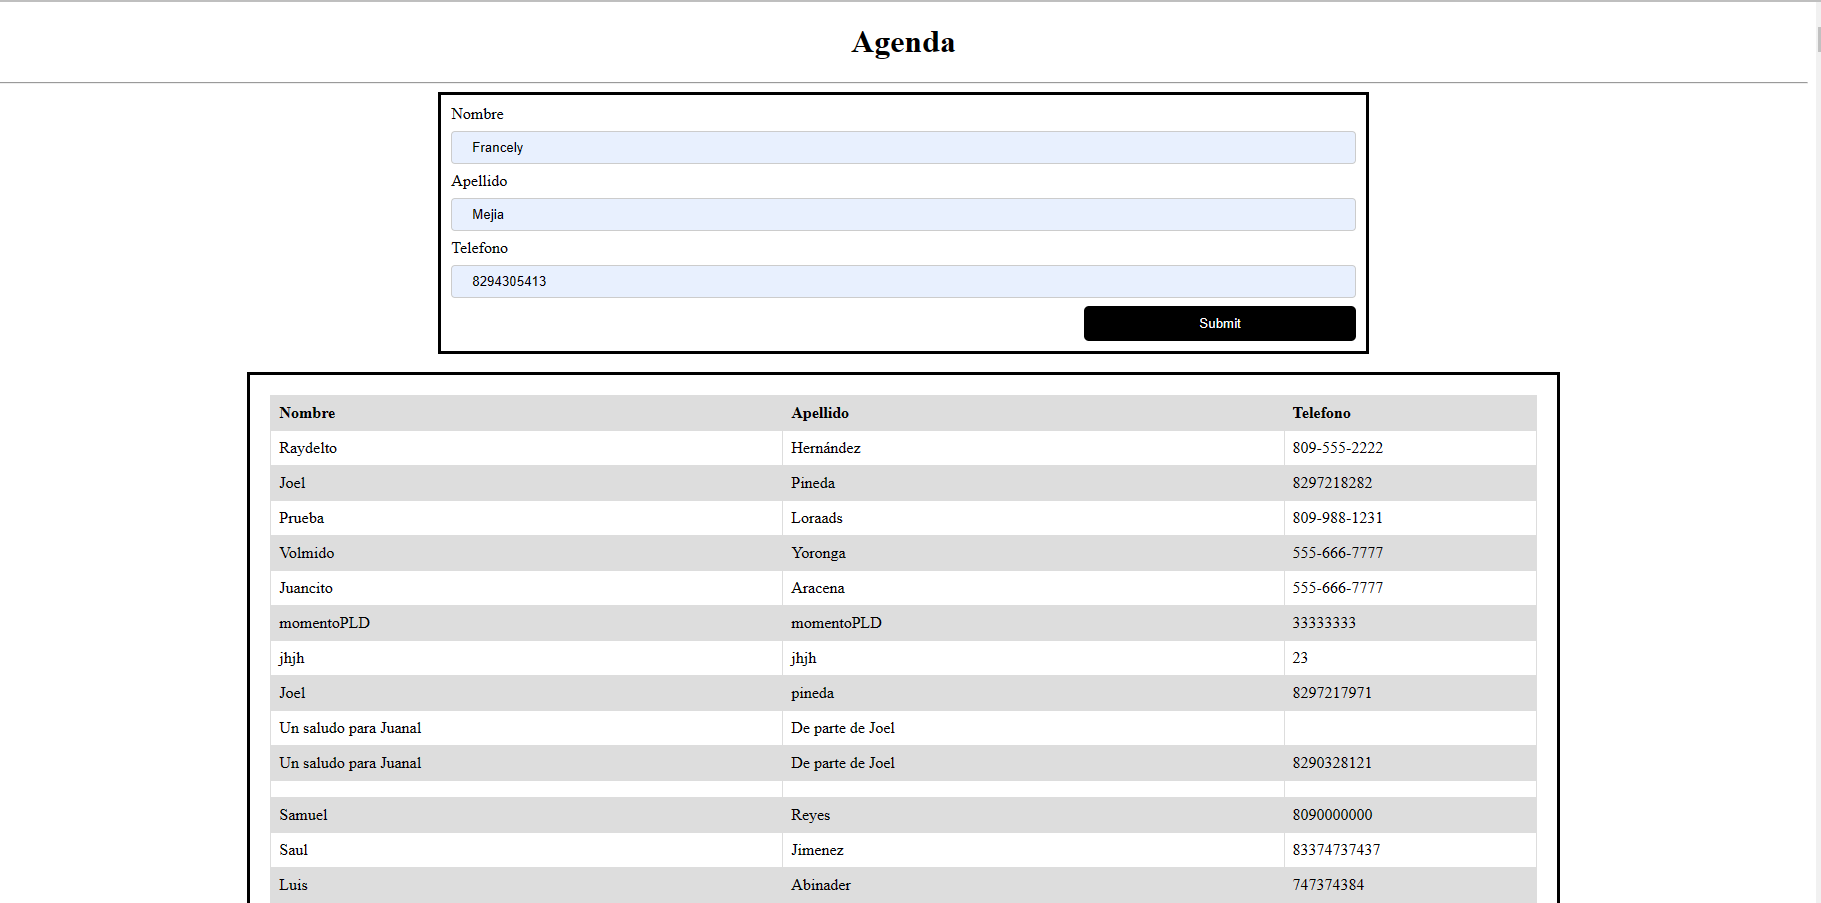 Agenda
Nombre
Francely
Apellido
Mejia
Telefono
8294305413
Submit
Nombre Apellido Telefono
Raydelto Hernández 809-555-2222
Joel Pineda 8297218282
Prueba Loraads 809-988-1231
Volmido Yoronga 555-666-7777
Juancito Aracena 555-666-7777
momentoPLD momentoPLD 33333333
jhjh jhjh 23
Joel pineda 8297217971
Un saludo para Juanal De parte de Joel
Un saludo para Juanal De parte de Joel 8290328121
Samuel Reyes 8090000000
Saul Jimenez 83374737437
Luis Abinader 747374384